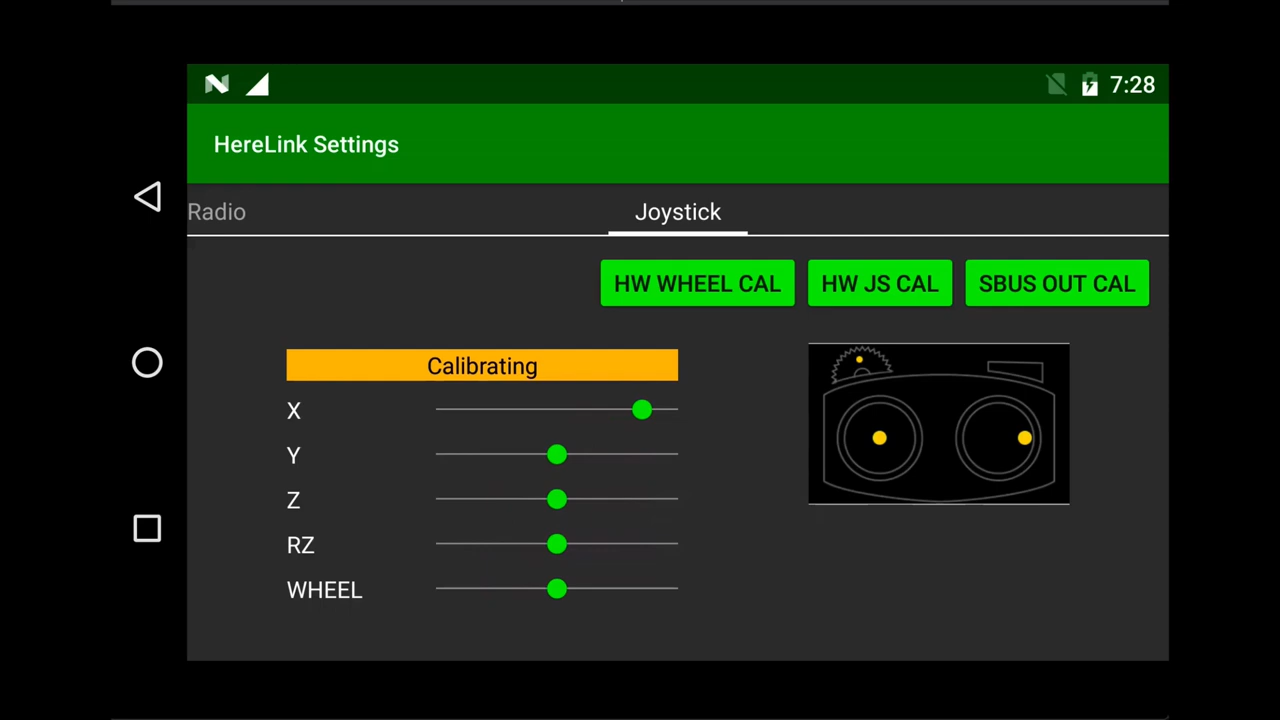 7:28
HereLink Settings
Radio
Joystick
HW WHEEL CAL
HW JS CAL
SBUS OUT CAL
Calibrating
X
Y
Z
RZ
WHEEL